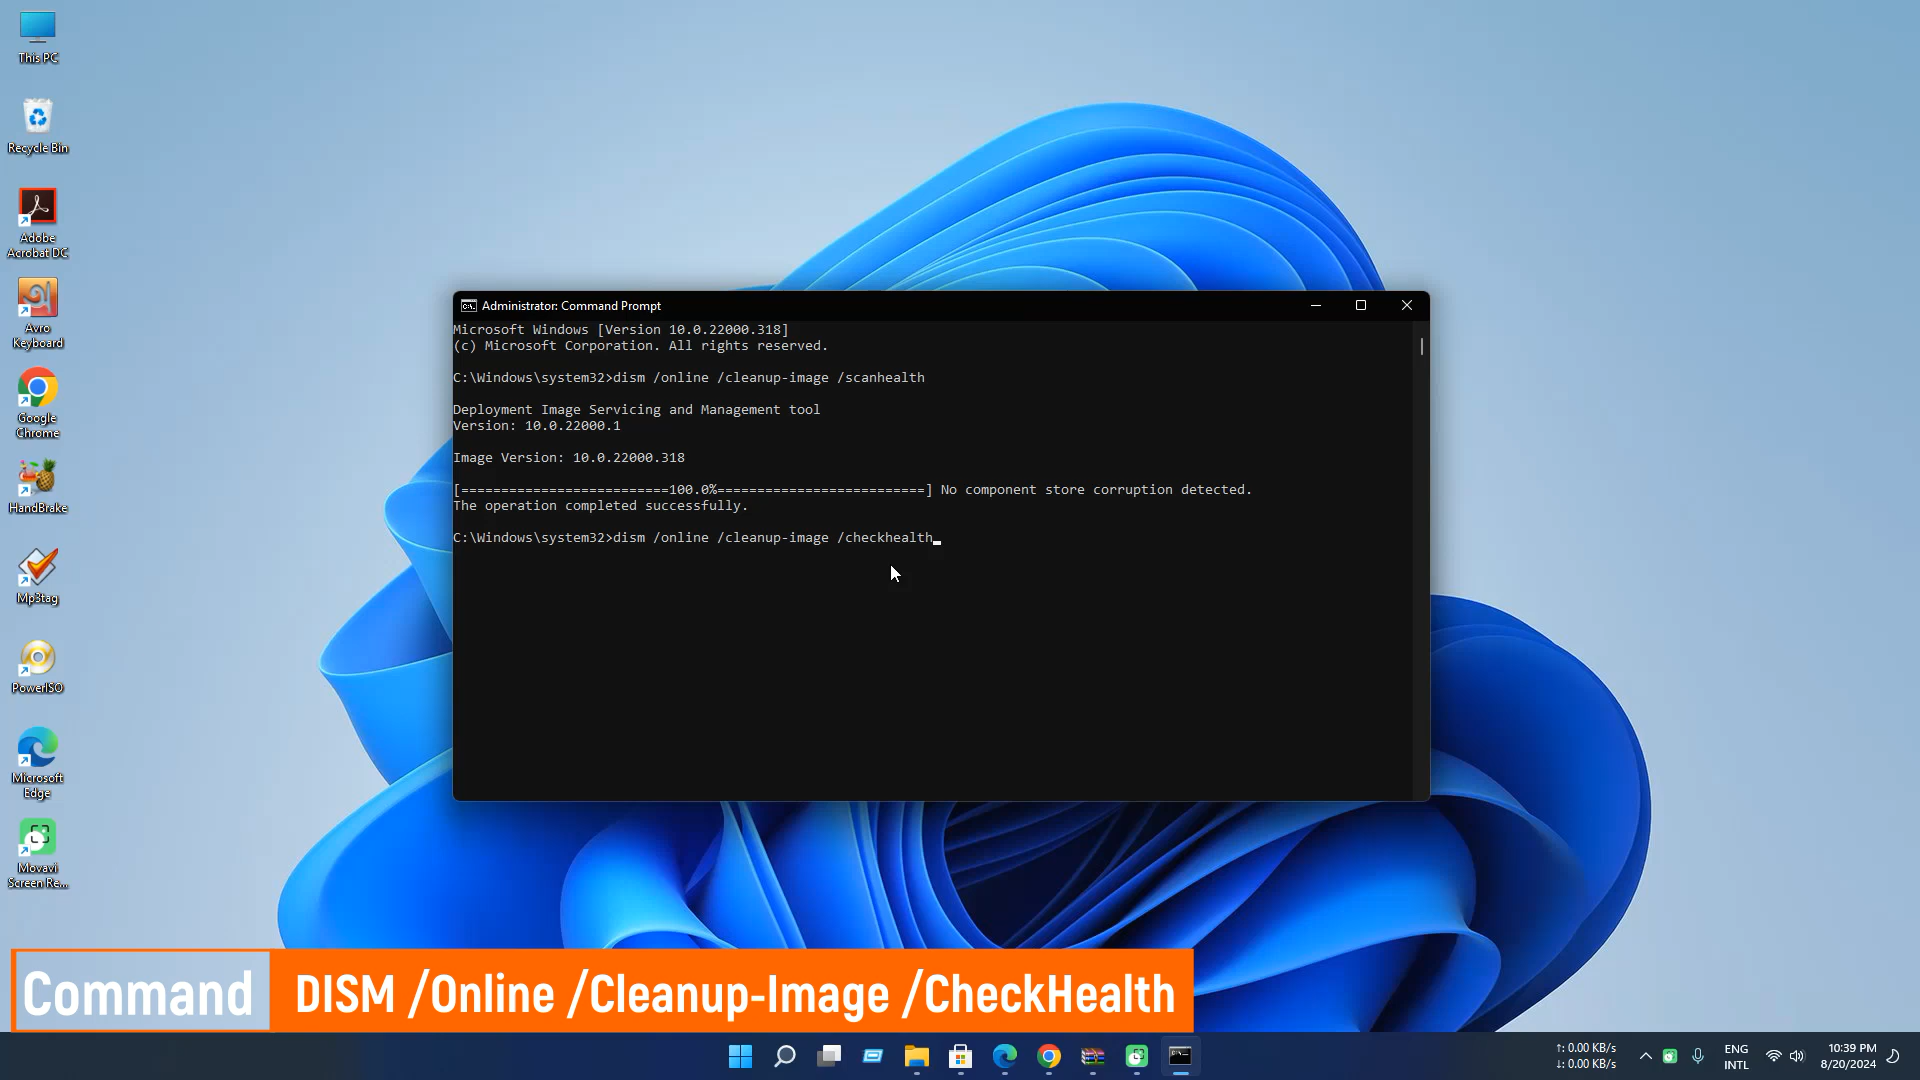 This PC
Recycle Bin
Adobe
Acrobat DC
Avro
Keyboard
Google
Chrome
HandBrake
Mp3tag
PowerISO
Microsoft
Edge
Movavi
Screen Re...
Administrator: Command Prompt
Microsoft Windows [Version 10.0.22000.318]
(c) Microsoft Corporation. All rights reserved.
C:\Windows\system32>dism /online /cleanup-image /scanhealth
Deployment Image Servicing and Management tool
Version: 10.0.22000.1
Image Version: 10.0.22000.318
[==========================100.0%==========================] No component store corruption detected.
The operation completed successfully.
C:\Windows\system32>dism /online /cleanup-image /checkhealth
Command DISM /Online /Cleanup-Image /CheckHealth
↑: 0.00 KB/s
↓: 0.00 KB/s
ENG
INTL
10:39 PM
8/20/2024